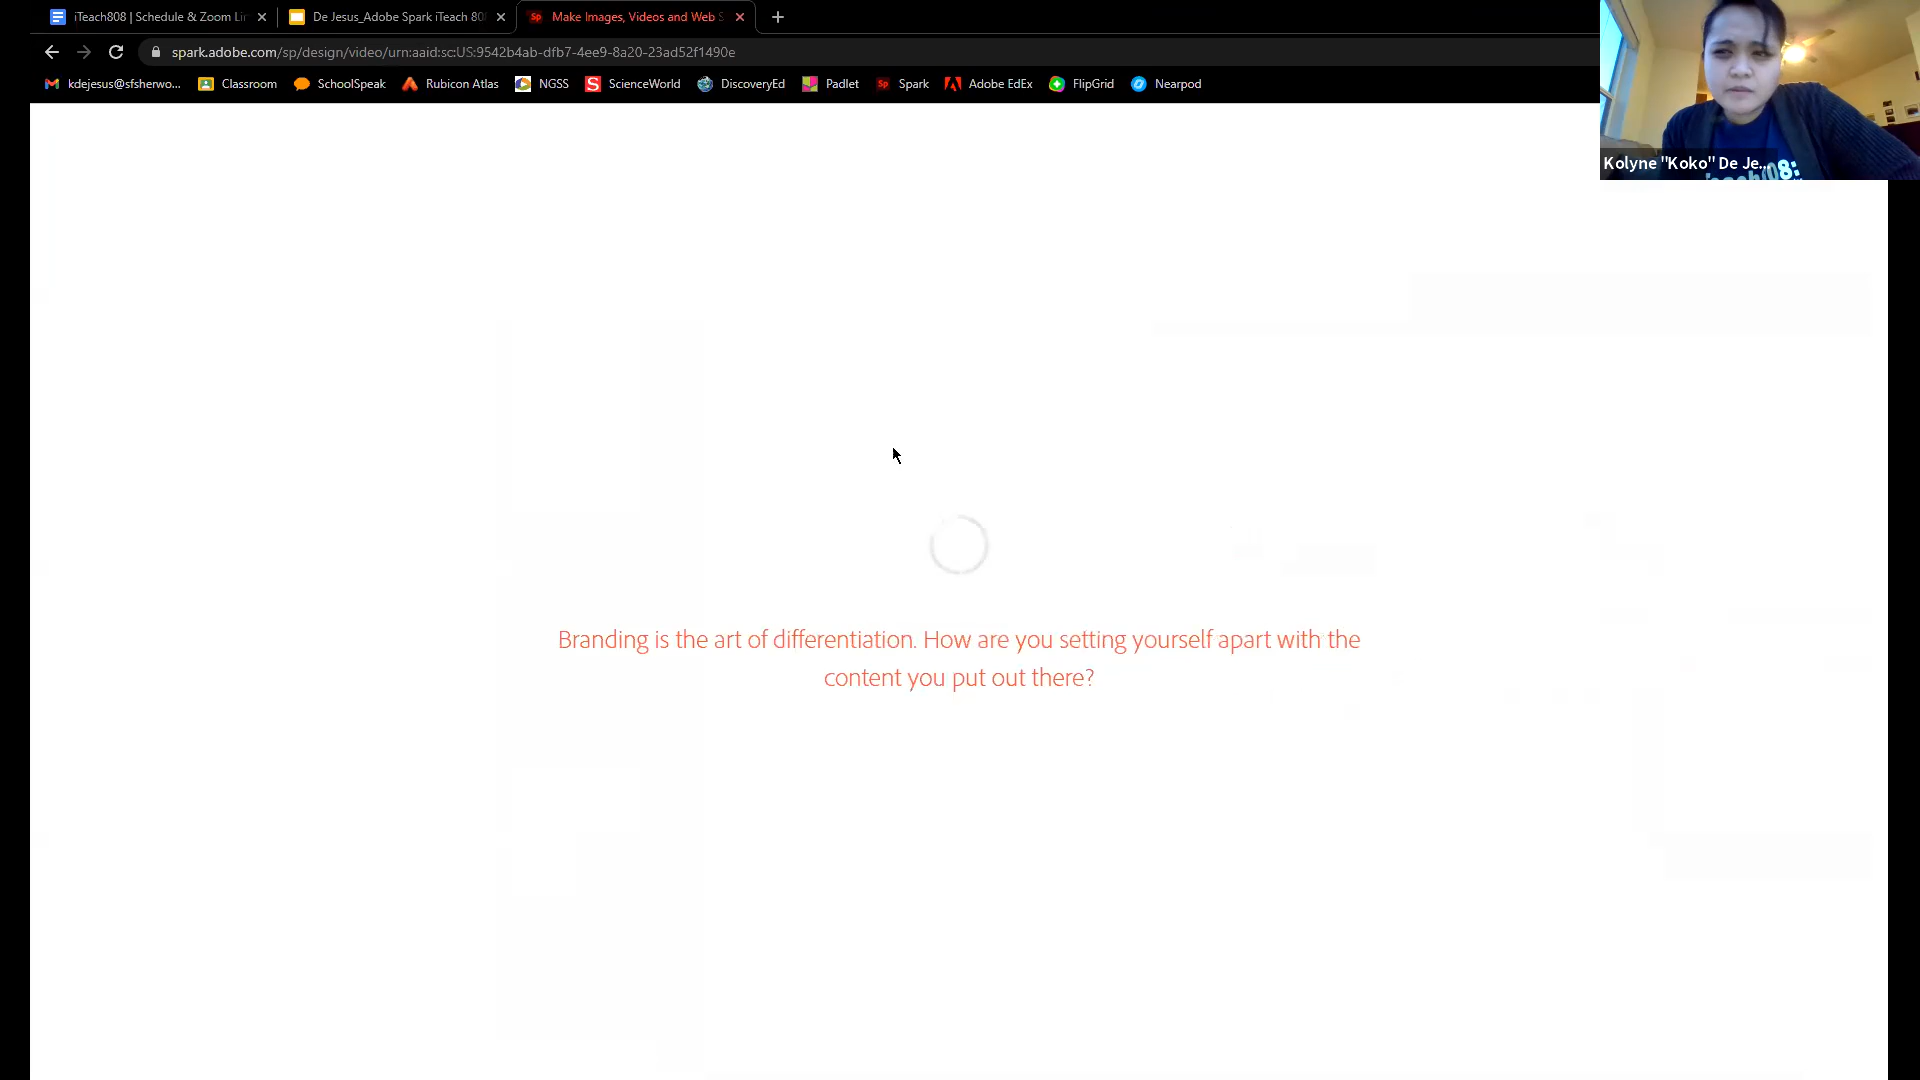 iTeach808 | Schedule & Zoom Lin
De Jesus_Adobe Spark iTeach 808
Make Images, Videos and Web S
spark.adobe.com/sp/design/video/urn:aaid:sc:US:9542b4ab-dfb7-4ee9-8a20-23ad52f1490e
kdejesus@sfsherwo... Classroom SchoolSpeak Rubicon Atlas NGSS ScienceWorld DiscoveryEd Padlet Spark Adobe EdEx FlipGrid Nearpod
Kolyne "Koko" De Je...
Branding is the art of differentiation. How are you setting yourself apart with the
content you put out there?